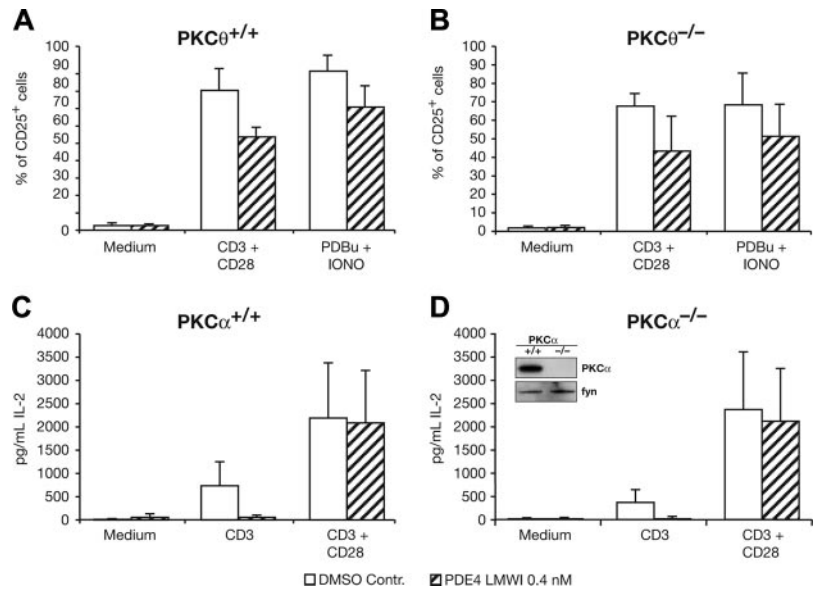 A
PKCθ+/+
% of CD25+ cells
100
90
80
70
60
50
40
30
20
10
0
Medium
CD3 +
CD28
PDBu +
IONO
B
PKCθ–/–
% of CD25+ cells
100
90
80
70
60
50
40
30
20
10
0
Medium
CD3 +
CD28
PDBu +
IONO
C
PKCα+/+
pg/mL IL-2
4000
3500
3000
2500
2000
1500
1000
500
0
Medium
CD3
CD3 +
CD28
D
PKCα–/–
pg/mL IL-2
4000
3500
3000
2500
2000
1500
1000
500
0
PKCα
+/+ –/–
PKCα
fyn
Medium
CD3
CD3 +
CD28
DMSO Contr. PDE4 LMWI 0.4 nM